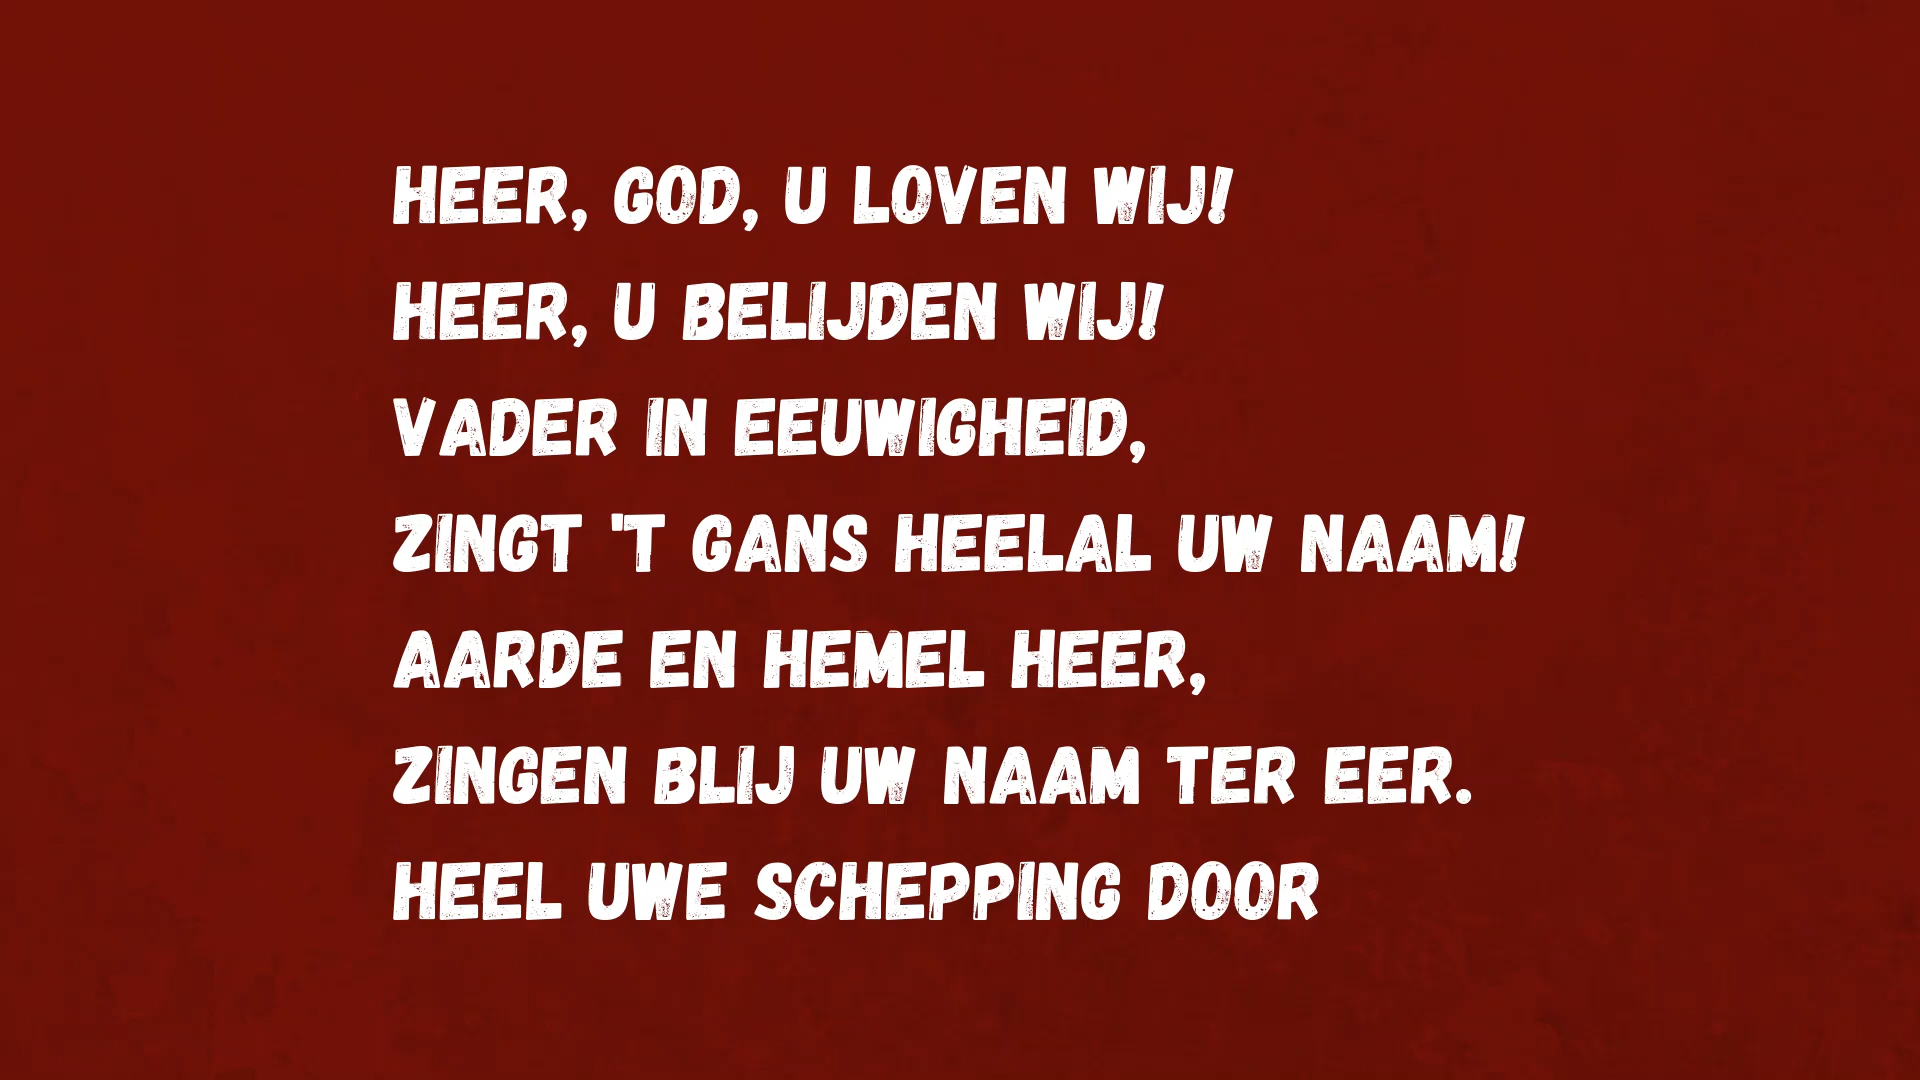 HEER, GOD, U LOVEN WIJ!
HEER, U BELIJDEN WIJ!
VADER IN EEUWIGHEID,
ZINGT 'T GANS HEELAL UW NAAM!
AARDE EN HEMEL HEER,
ZINGEN BLIJ UW NAAM TER EER.
HEEL UWE SCHEPPING DOOR